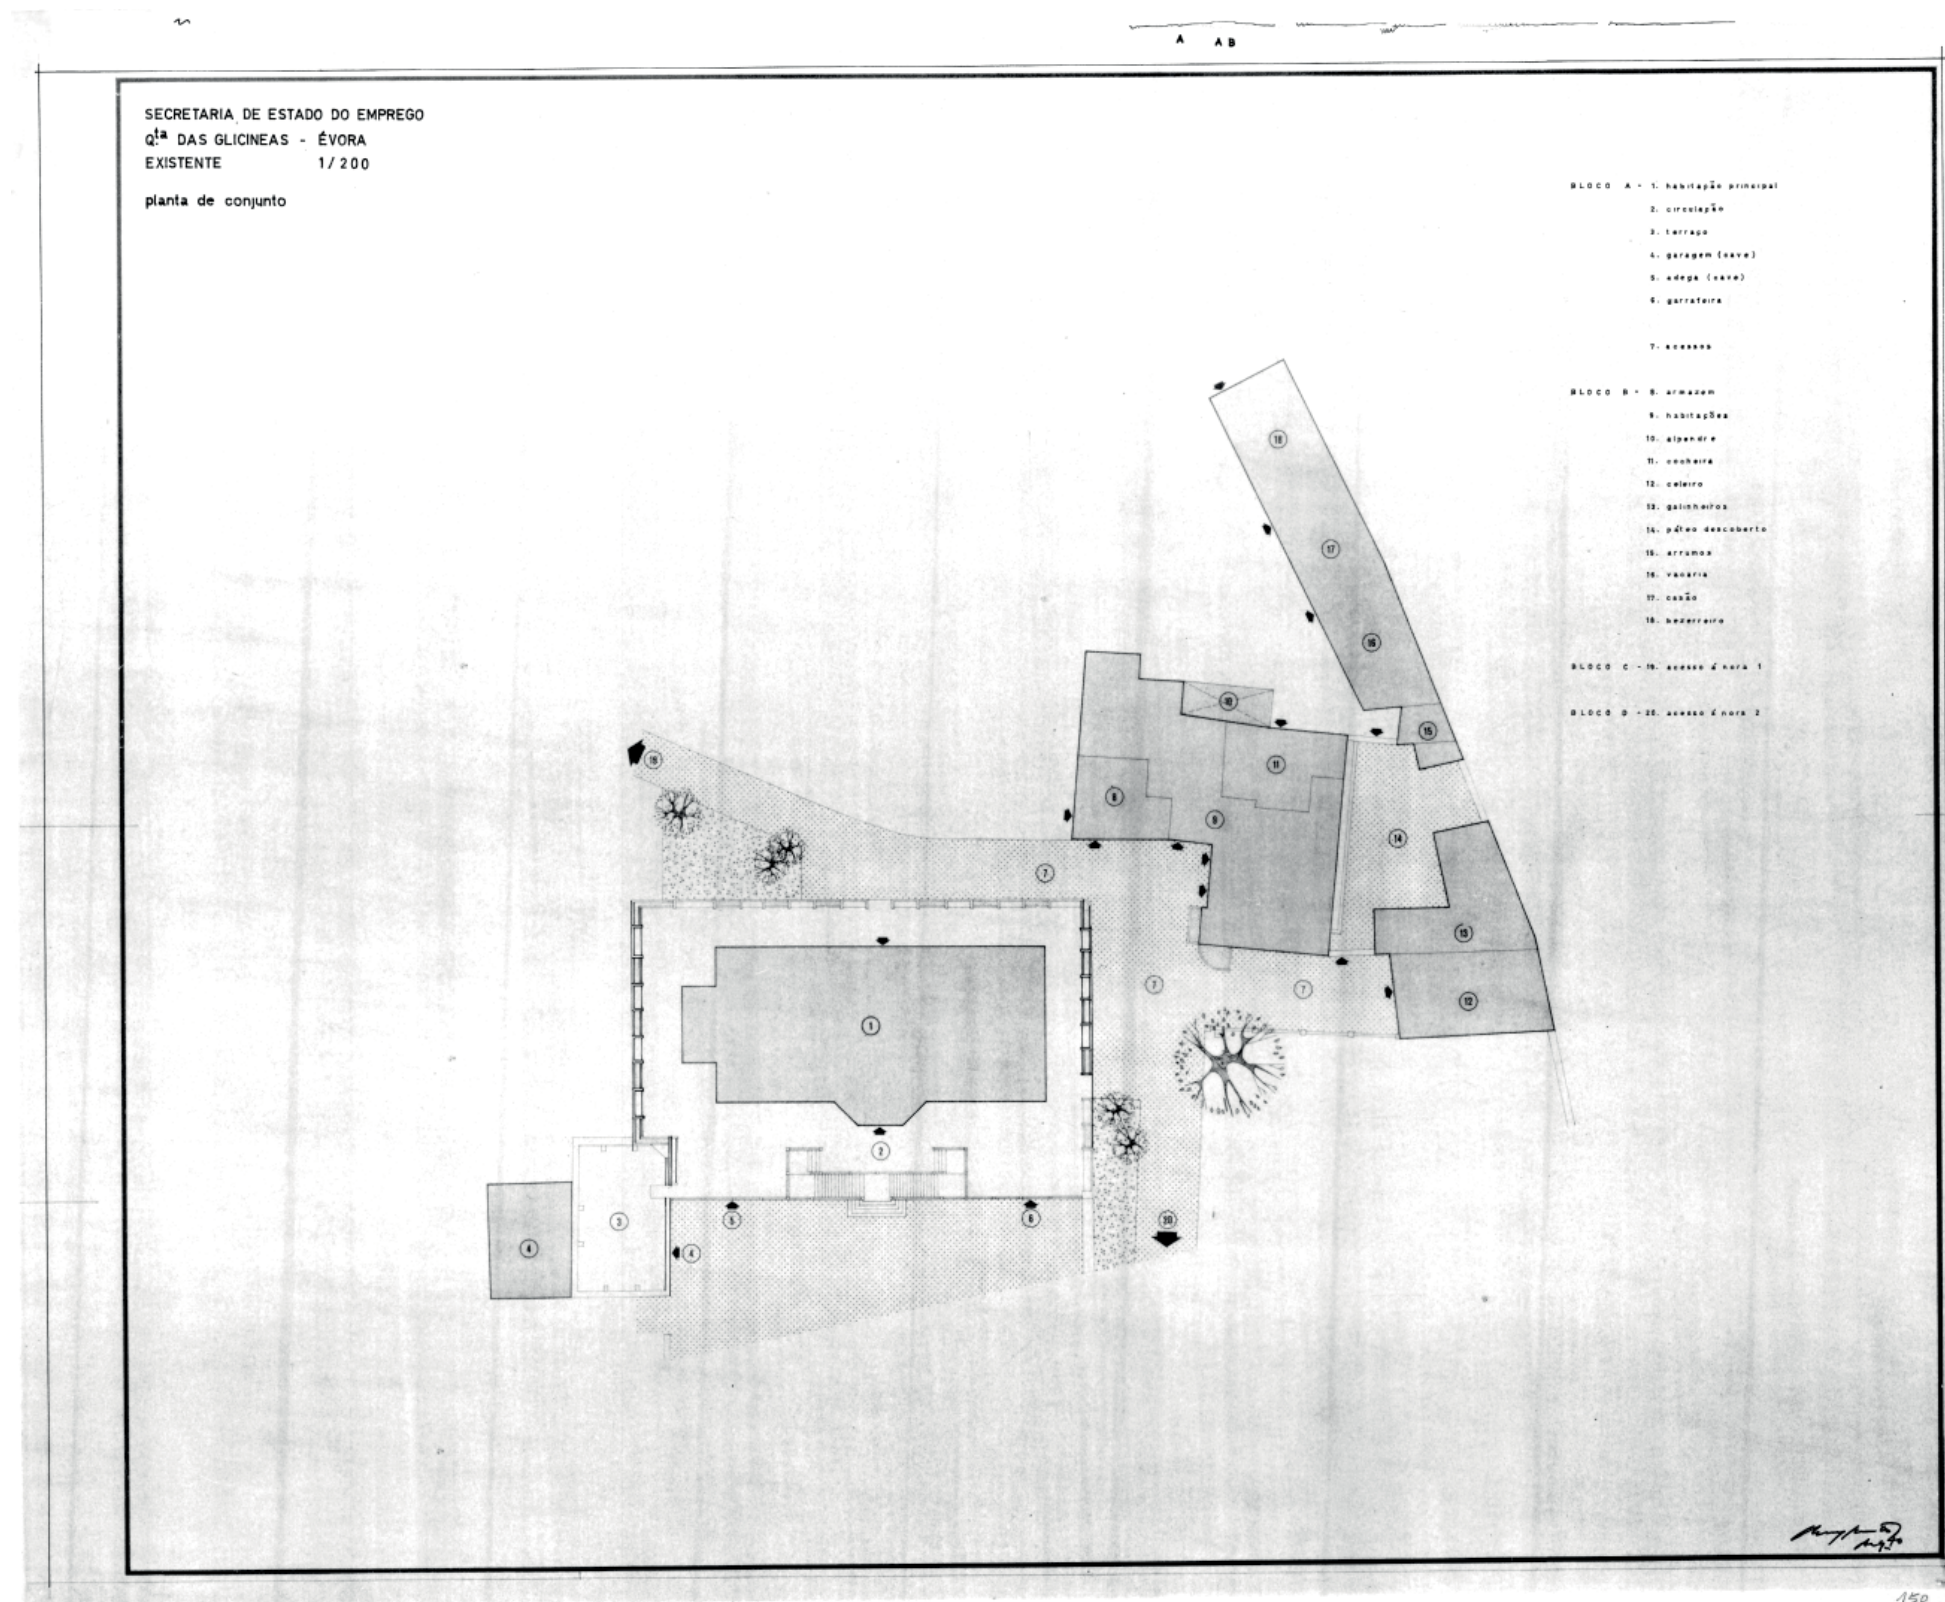 A AB
SECRETARIA DE ESTADO DO EMPREGO
Q.ta DAS GLICINEAS - ÉVORA
EXISTENTE 1/200
planta de conjunto
BLOCO A - 1. habitação principal
2. circulação
3. terraço
4. garagem (cave)
5. adega (cave)
6. garrafeira
7. acessos
BLOCO B - 8. armazem
9. habitações
10. alpendre
11. cocheira
12. celeiro
13. galinheiros
14. páteo descoberto
15. arrumos
16. vacaria
17. casão
18. bezerreiro
BLOCO C - 19. acesso á nora 1
BLOCO D - 20. acesso á nora 2
18
17
16
10
15
19
11
8
9
14
7
13
7
7
12
1
2
3
5
6
20
4
4
150